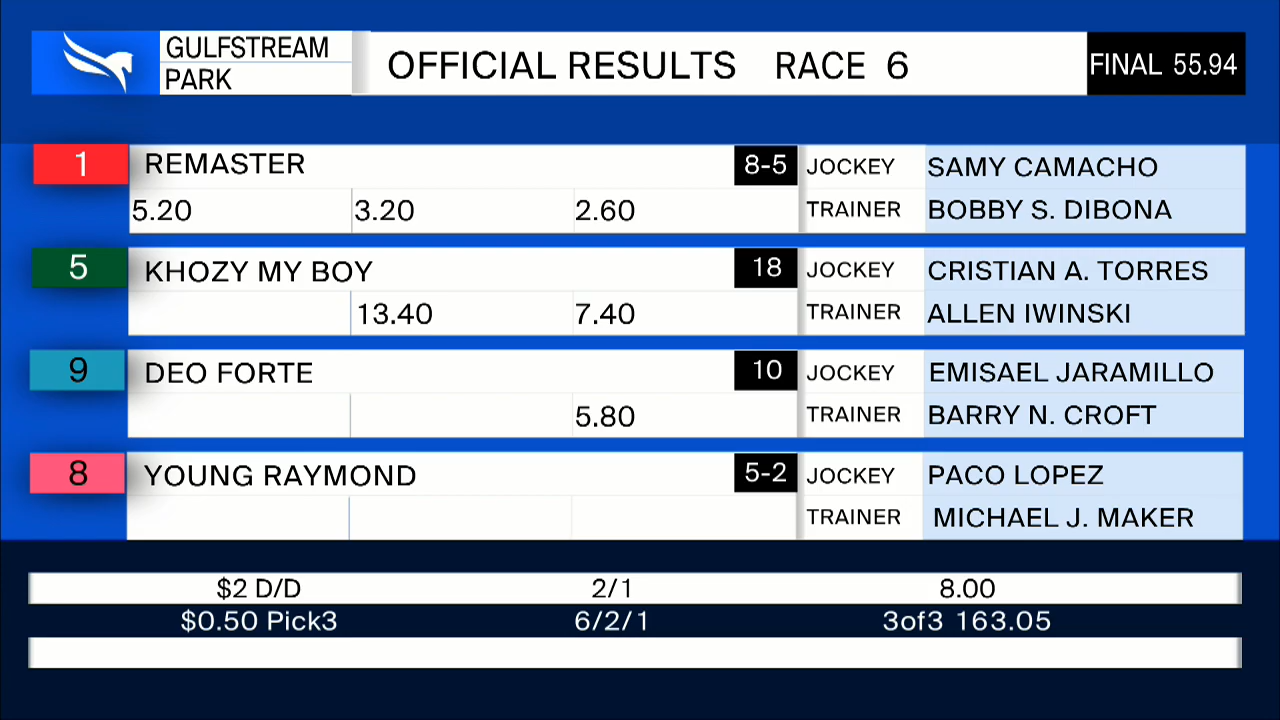 GULFSTREAM
PARK
OFFICIAL RESULTS RACE 6
FINAL 55.94
1 REMASTER 8-5 JOCKEY SAMY CAMACHO
5.20 3.20 2.60 TRAINER BOBBY S. DIBONA
5 KHOZY MY BOY 18 JOCKEY CRISTIAN A. TORRES
13.40 7.40 TRAINER ALLEN IWINSKI
9 DEO FORTE 10 JOCKEY EMISAEL JARAMILLO
5.80 TRAINER BARRY N. CROFT
8 YOUNG RAYMOND 5-2 JOCKEY PACO LOPEZ
TRAINER MICHAEL J. MAKER
$2 D/D 2/1 8.00
$0.50 Pick3 6/2/1 3of3 163.05